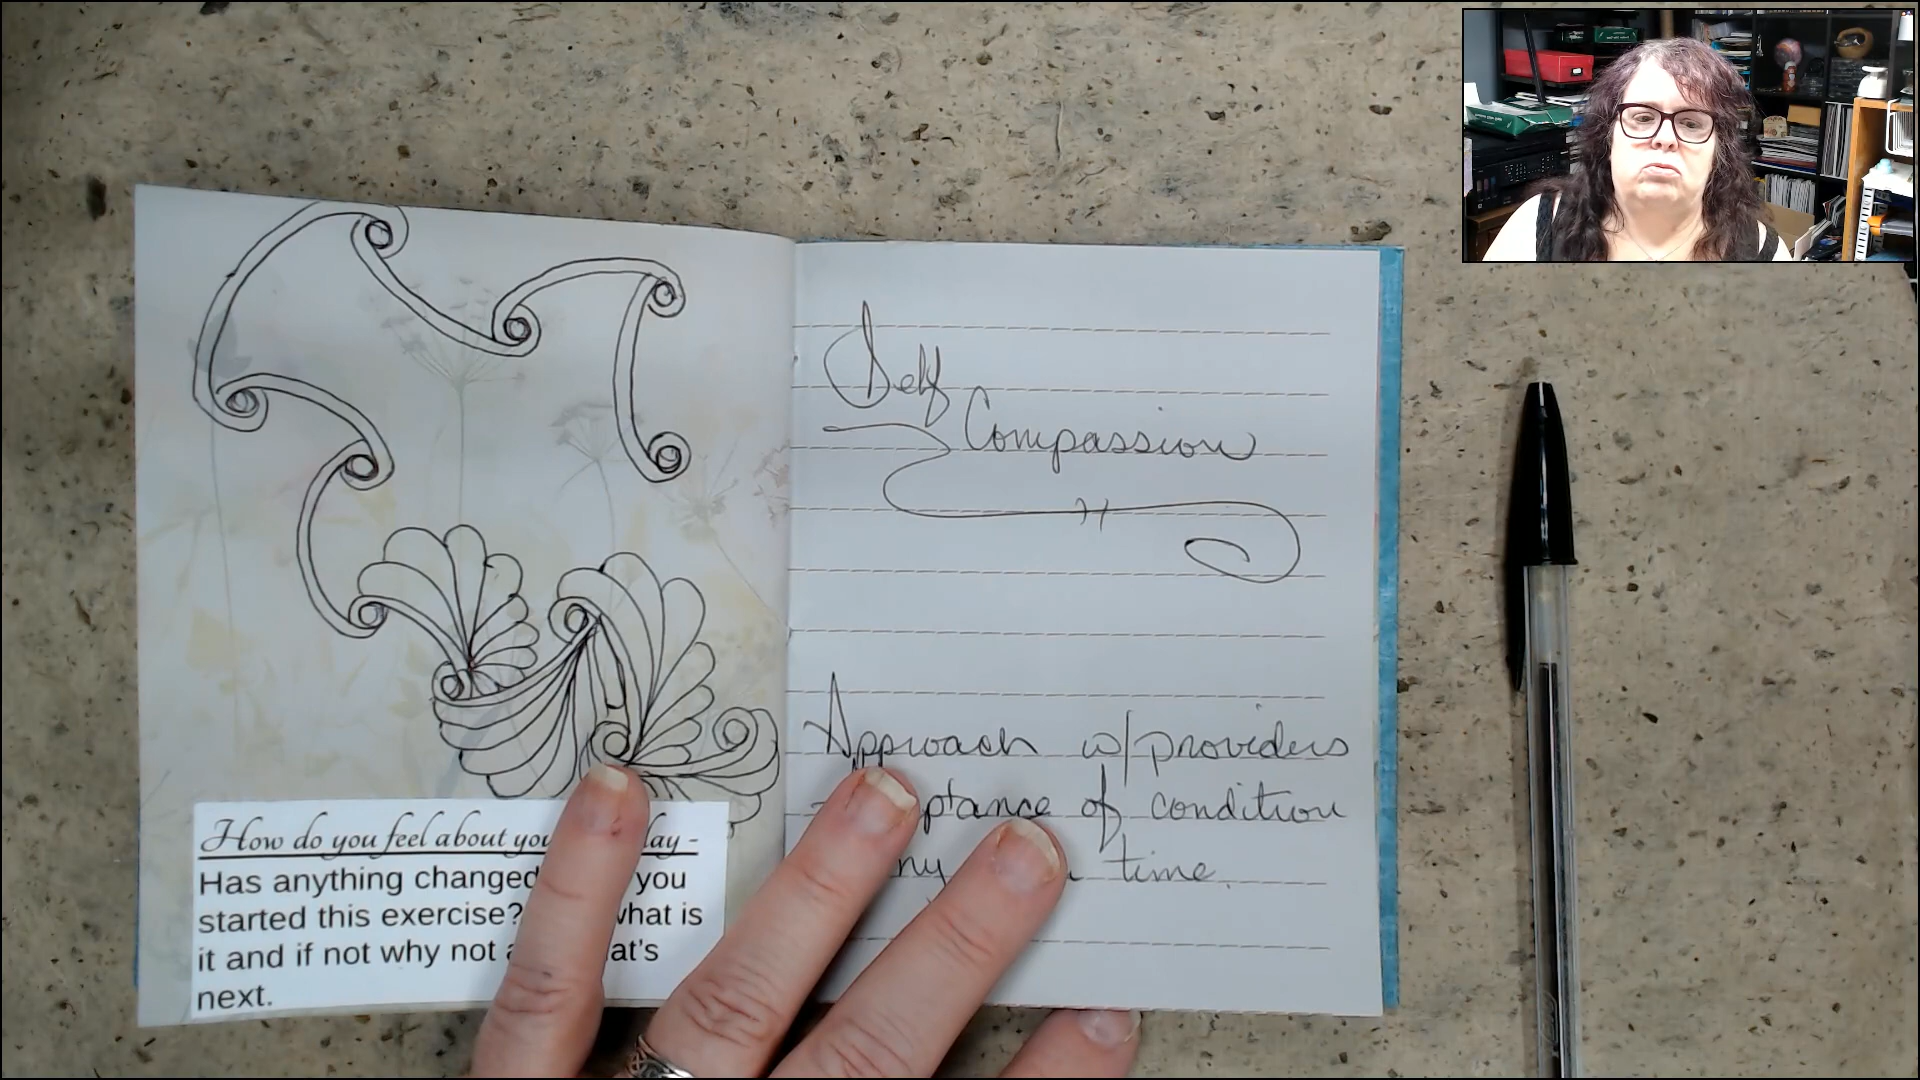 How do you feel about you lay -
Has anything changed you
started this exercise? what is
it and if not why not at's
next.
Self
Compassion
Approach w/providers
ptance of condition
ny time.